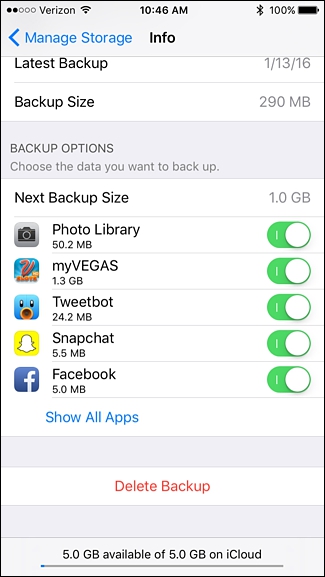 Verizon 10:46 AM 100%
Manage Storage Info
Latest Backup 1/13/16
Backup Size 290 MB
BACKUP OPTIONS
Choose the data you want to back up.
Next Backup Size 1.0 GB
Photo Library
50.2 MB
myVEGAS
1.3 GB
Tweetbot
24.2 MB
Snapchat
5.5 MB
Facebook
5.0 MB
Show All Apps
Delete Backup
5.0 GB available of 5.0 GB on iCloud